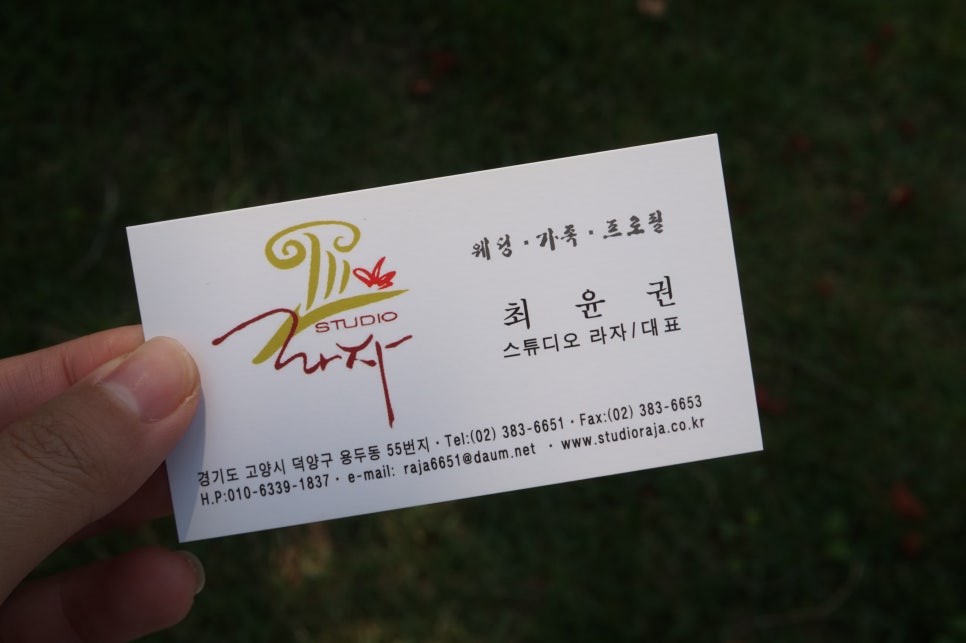 STUDIO
라자
웨딩·가족·프로필
최 윤 권
스튜디오 라자/대표
경기도 고양시 덕양구 용두동 55번지·Tel:(02) 383-6651·Fax:(02) 383-6653
H.P:010-6339-1837· e-mail: raja6651@daum.net · www.studioraja.co.kr